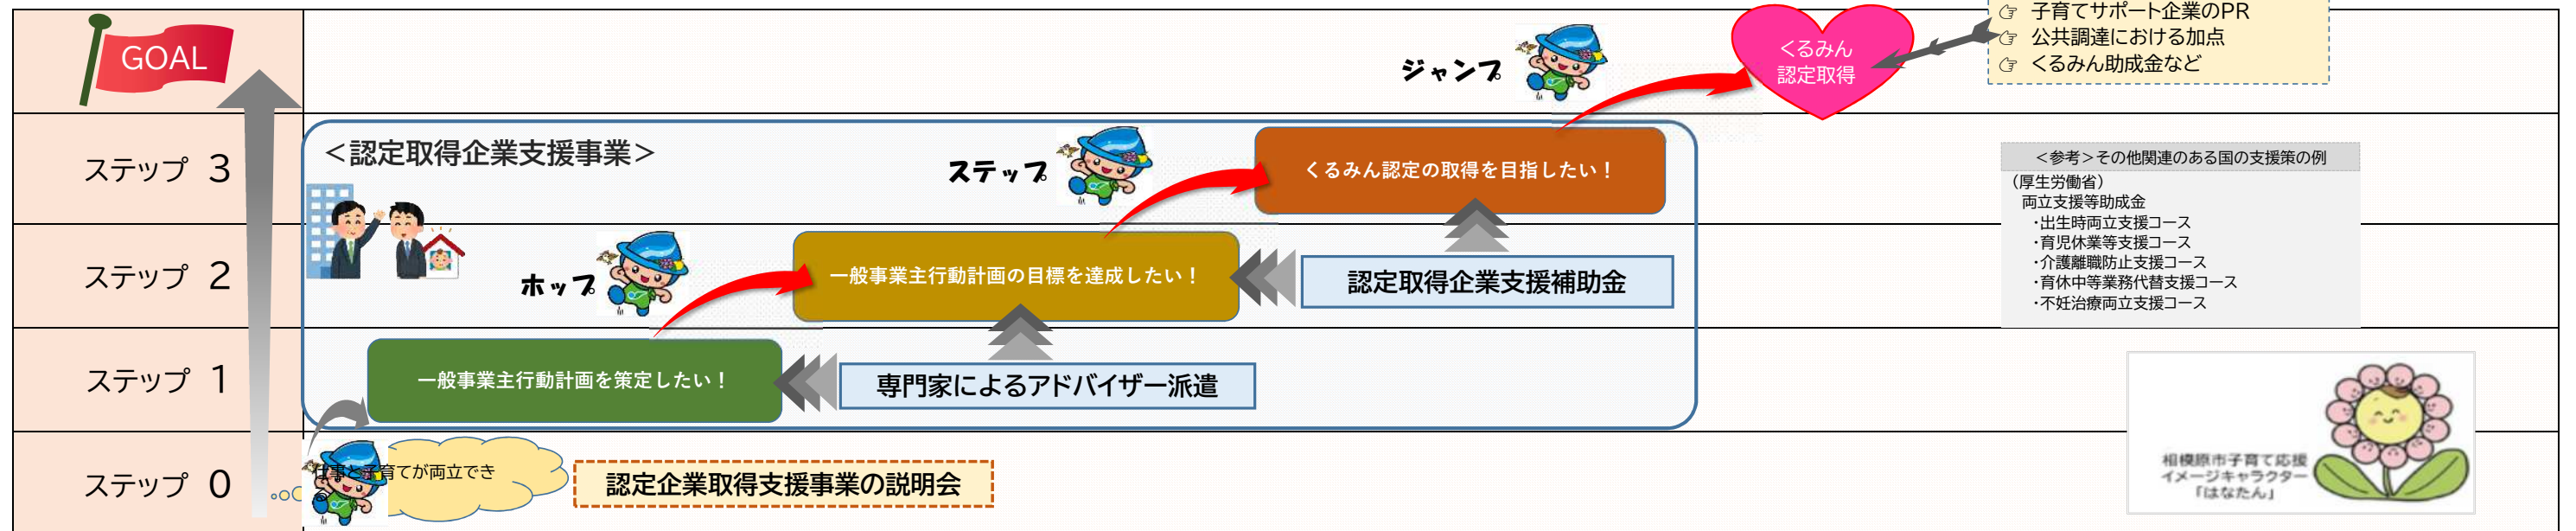 GOAL
ジャンプ
くるみん
認定取得
☞ 子育てサポート企業のPR
☞ 公共調達における加点
☞ くるみん助成金など
ステップ 3
＜認定取得企業支援事業＞
ステップ
くるみん認定の取得を目指したい！
＜参考＞その他関連のある国の支援策の例
（厚生労働省）
両立支援等助成金
・出生時両立支援コース
・育児休業等支援コース
・介護離職防止支援コース
・育休中等業務代替支援コース
・不妊治療両立支援コース
ステップ 2
ホップ
一般事業主行動計画の目標を達成したい！
認定取得企業支援補助金
ステップ 1
一般事業主行動計画を策定したい！
専門家によるアドバイザー派遣
ステップ 0
仕事と子育てが両立でき
認定企業取得支援事業の説明会
相模原市子育て応援
イメージキャラクター
「はなたん」